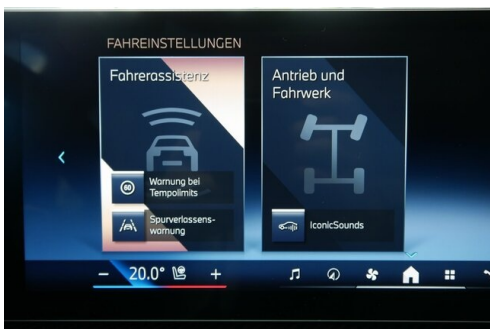 FAHREINSTELLUNGEN
Fahrerassistenz
Antrieb und
Fahrwerk
60
Warnung bei
Tempolimits
Spurverlassens-
warnung
IconicSounds
− 20.0° +